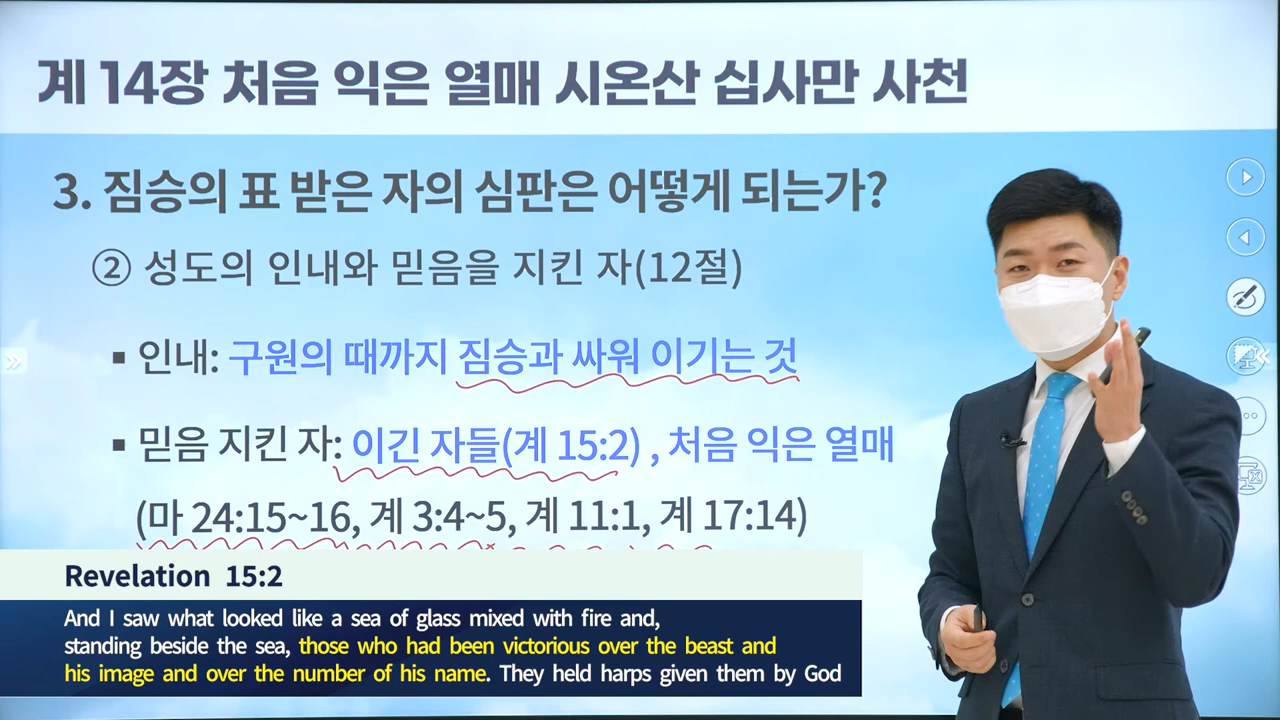 계 14장 처음 익은 열매 시온산 십사만 사천
3. 짐승의 표 받은 자의 심판은 어떻게 되는가?
② 성도의 인내와 믿음을 지킨 자(12절)
▪ 인내: 구원의 때까지 짐승과 싸워 이기는 것
▪ 믿음 지킨 자: 이긴 자들(계 15:2) , 처음 익은 열매
(마 24:15~16, 계 3:4~5, 계 11:1, 계 17:14)
Revelation 15:2
And I saw what looked like a sea of glass mixed with fire and,
standing beside the sea, those who had been victorious over the beast and
his image and over the number of his name. They held harps given them by God